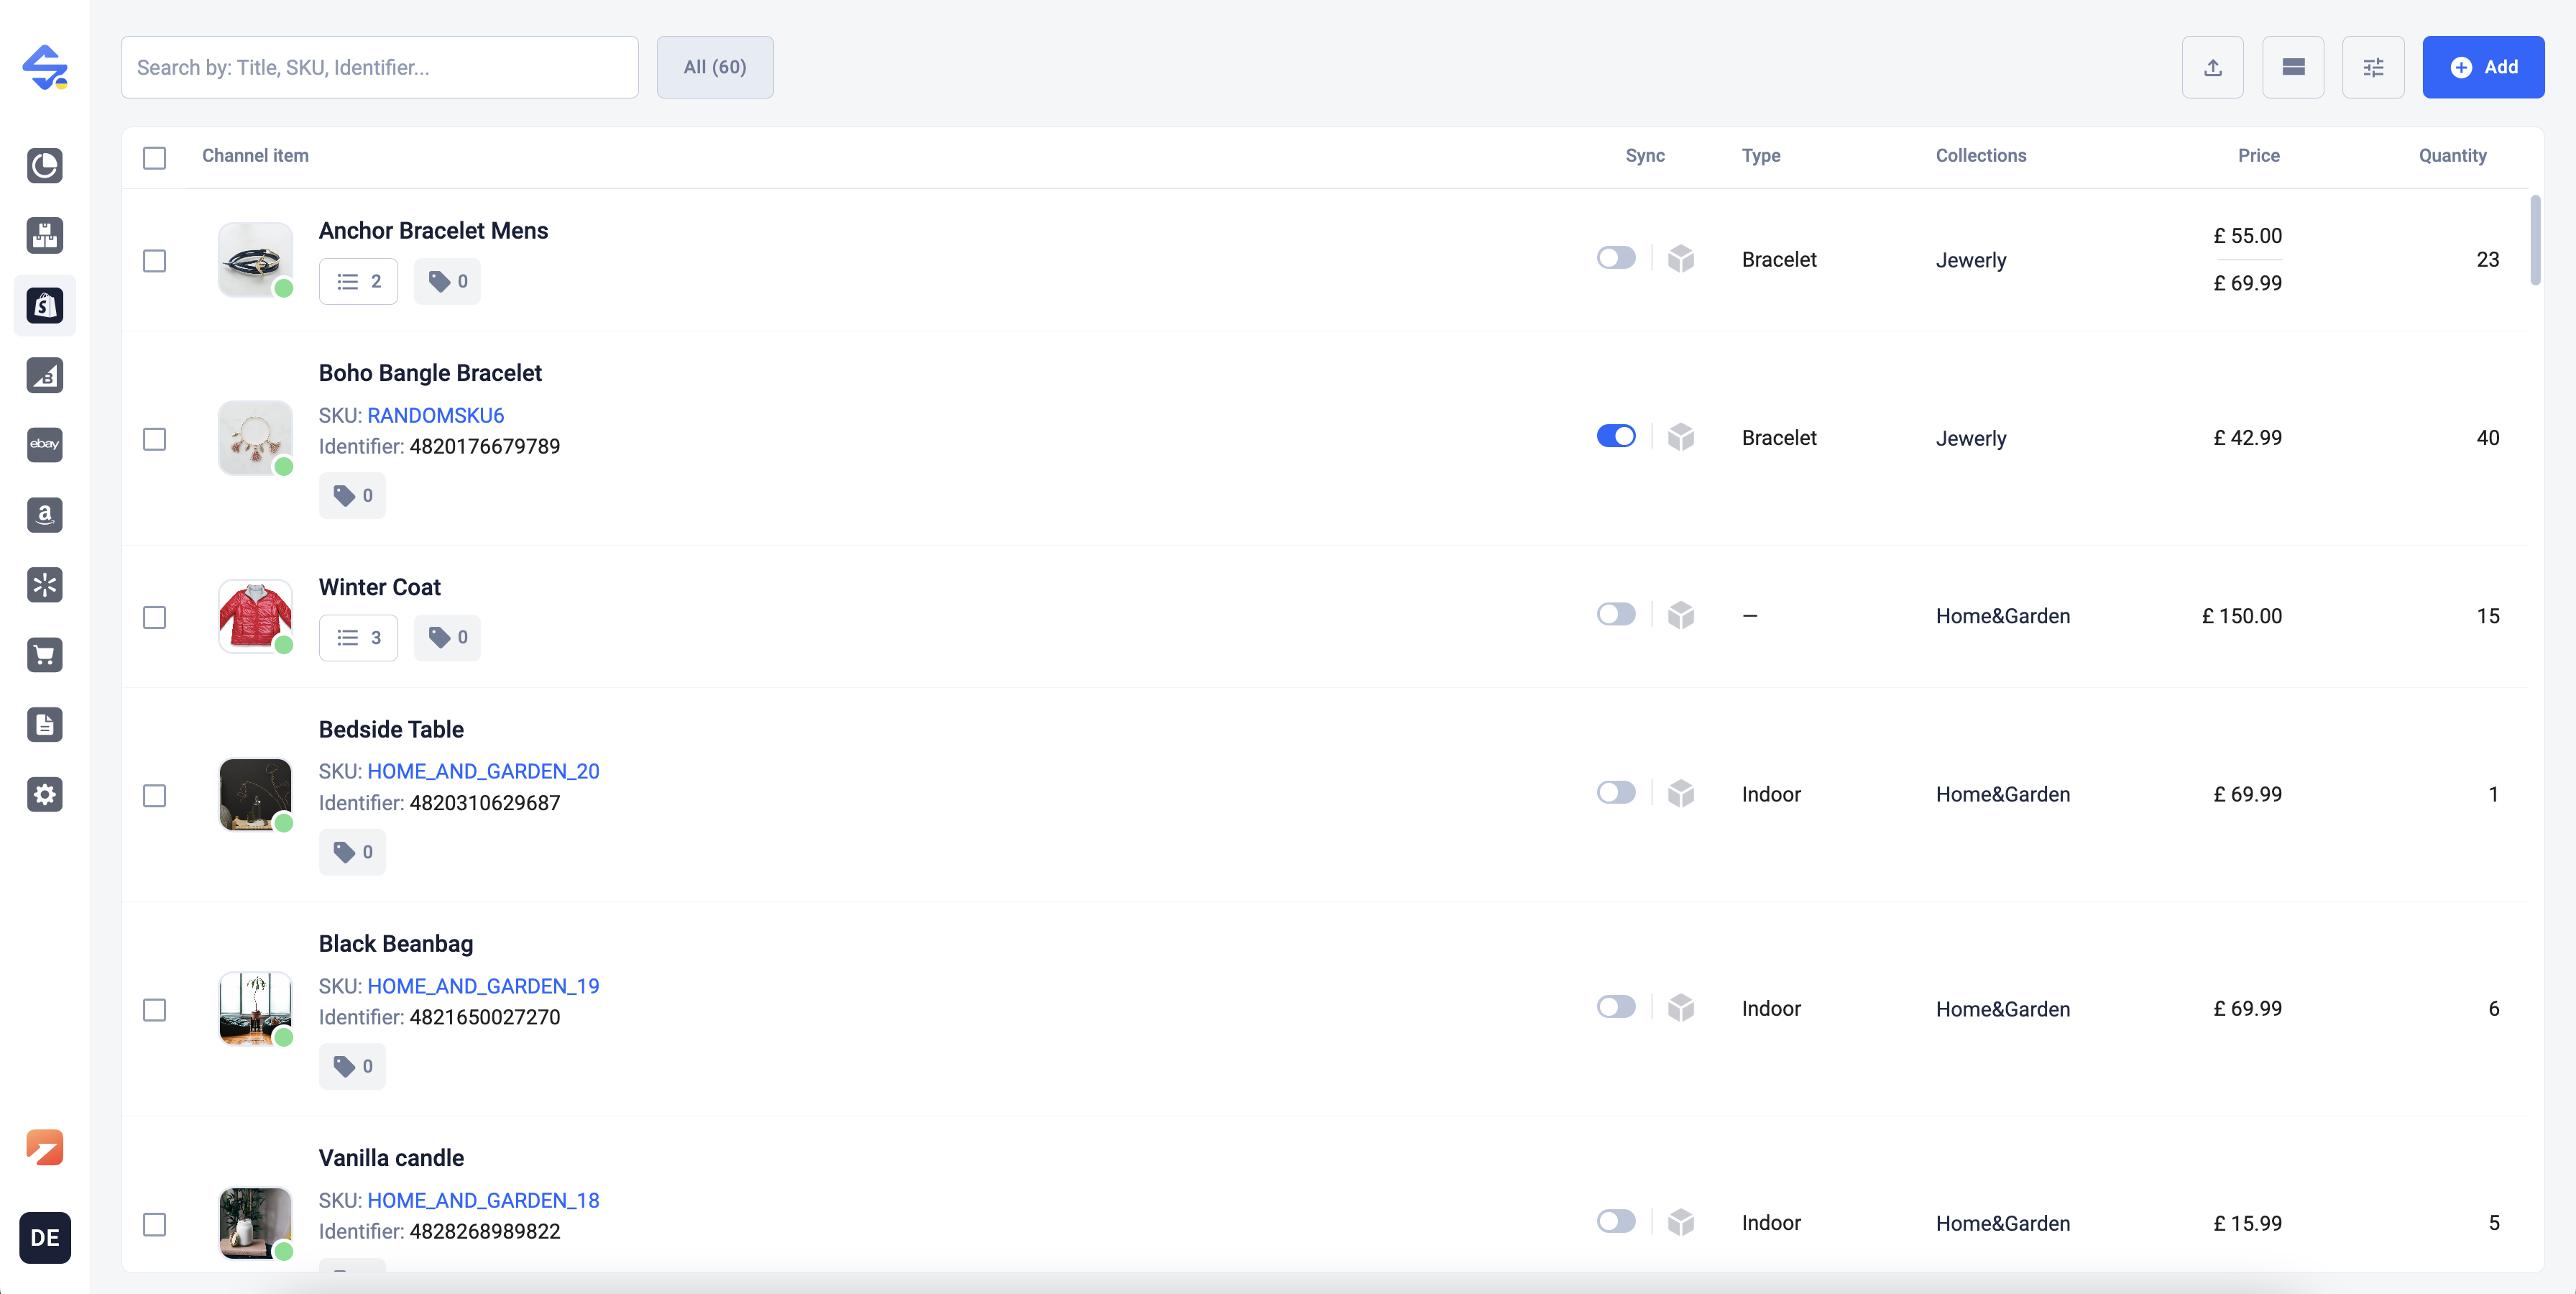 Search by: Title, SKU, Identifier...
All (60)
Add
Channel item
Sync
Type
Collections
Price
Quantity
Anchor Bracelet Mens
2
0
Bracelet
Jewerly
£ 55.00
£ 69.99
23
Boho Bangle Bracelet
SKU: RANDOMSKU6
Identifier: 4820176679789
0
Bracelet
Jewerly
£ 42.99
40
Winter Coat
3
0
—
Home&Garden
£ 150.00
15
Bedside Table
SKU: HOME_AND_GARDEN_20
Identifier: 4820310629687
0
Indoor
Home&Garden
£ 69.99
1
Black Beanbag
SKU: HOME_AND_GARDEN_19
Identifier: 4821650027270
0
Indoor
Home&Garden
£ 69.99
6
Vanilla candle
SKU: HOME_AND_GARDEN_18
Identifier: 4828268989822
Indoor
Home&Garden
£ 15.99
5
B
ebay
a
DE